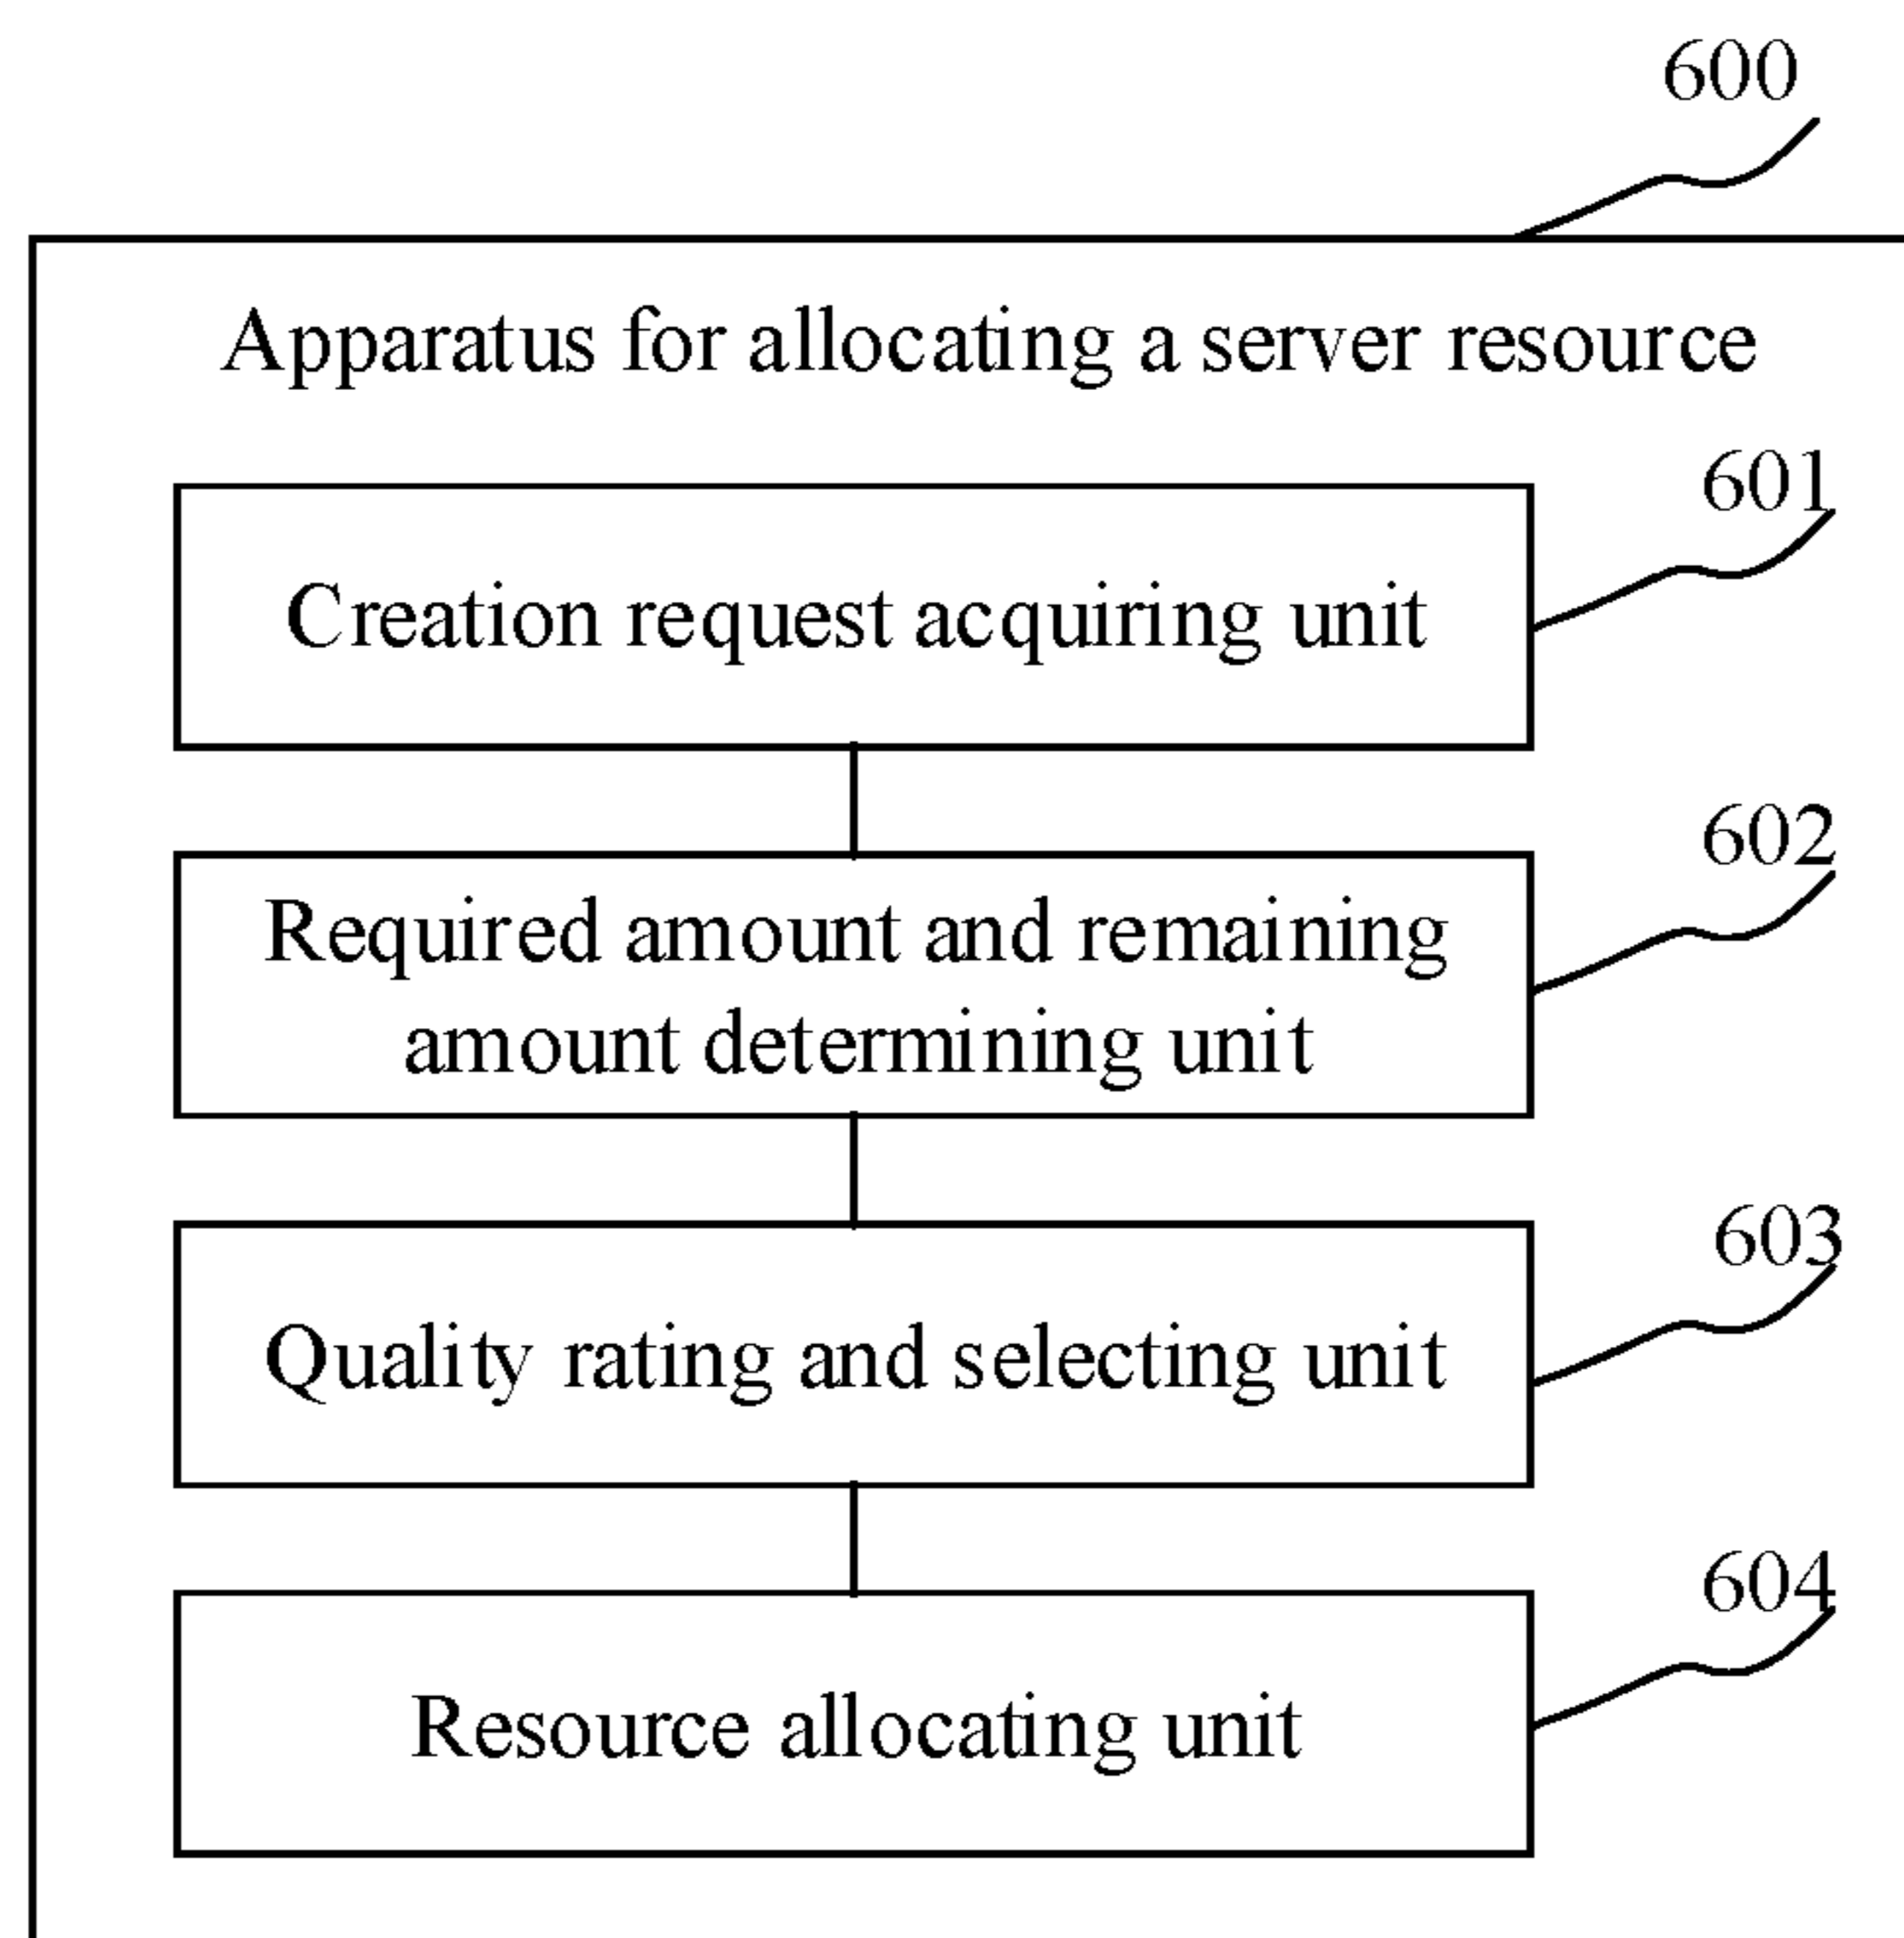 600
Apparatus for allocating a server resource
601
Creation request acquiring unit
602
Required amount and remaining
amount determining unit
603
Quality rating and selecting unit
604
Resource allocating unit